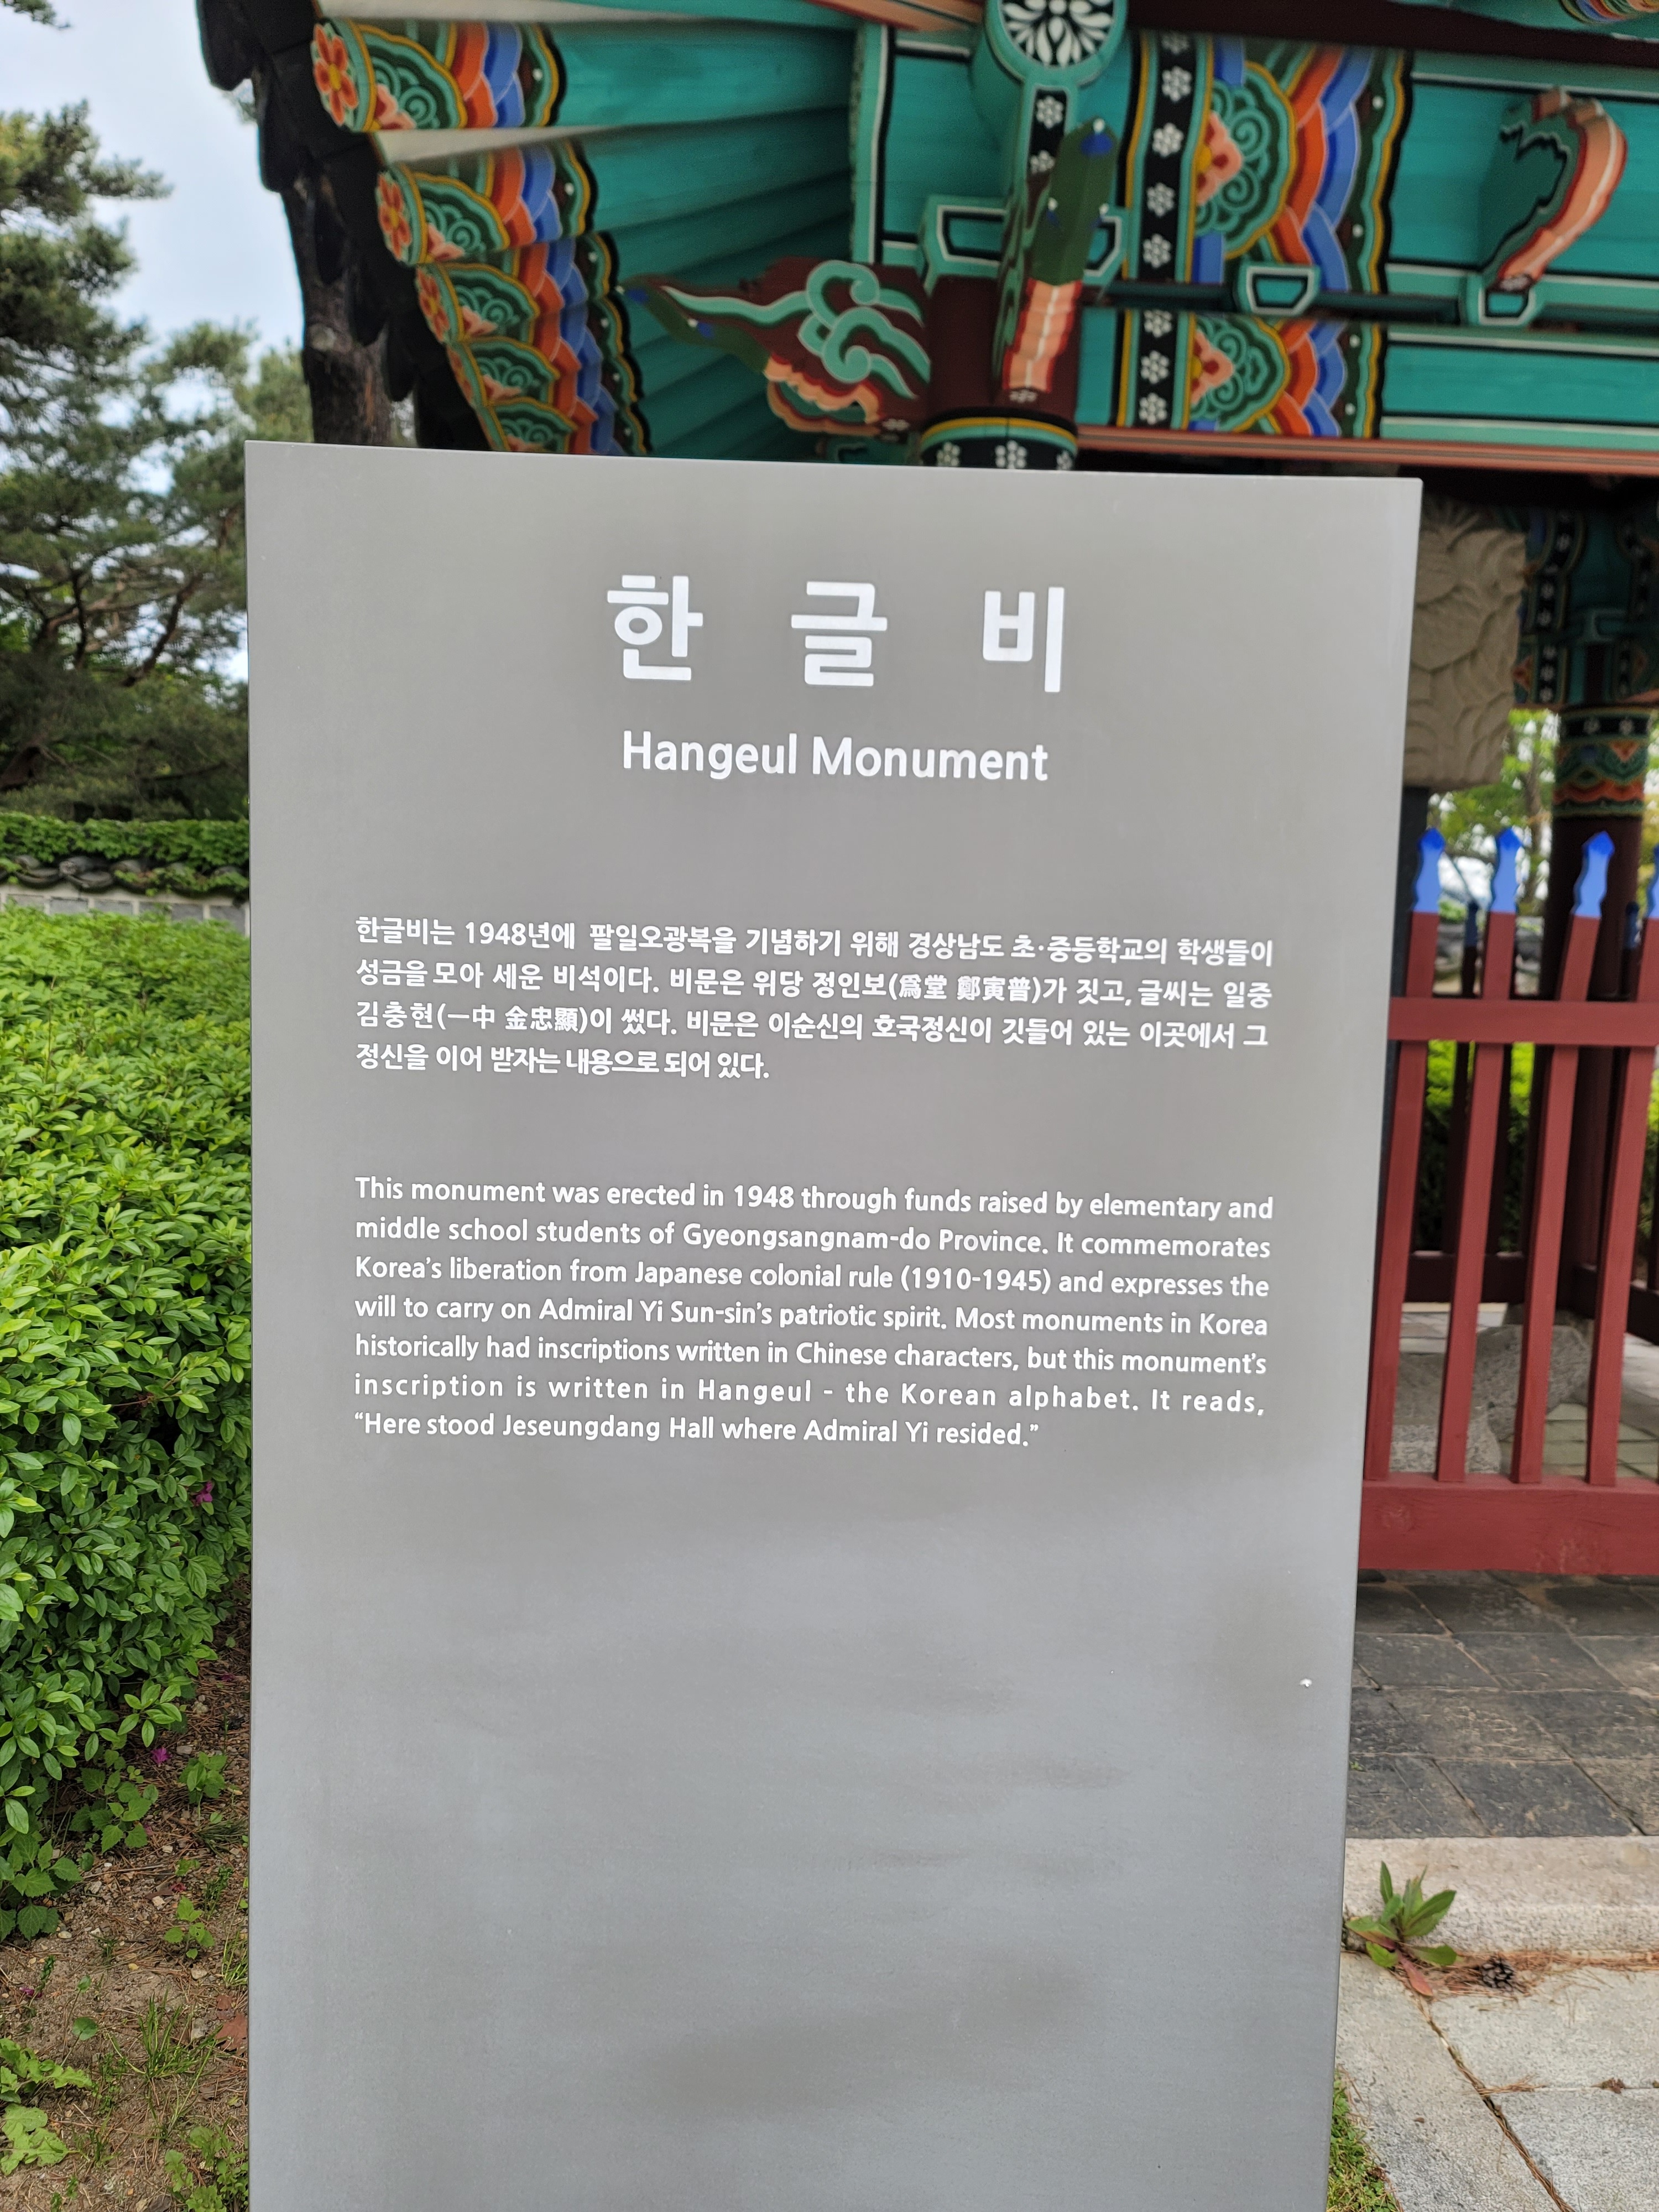 한 글 비
Hangeul Monument
한글비는 1948년에 팔일오광복을 기념하기 위해 경상남도 초·중등학교의 학생들이
성금을 모아 세운 비석이다. 비문은 위당 정인보(爲堂 鄭寅普)가 짓고, 글씨는 일중
김충현(一中 金忠顯)이 썼다. 비문은 이순신의 호국정신이 깃들어 있는 이곳에서 그
정신을 이어 받자는 내용으로 되어 있다.
This monument was erected in 1948 through funds raised by elementary and
middle school students of Gyeongsangnam-do Province. It commemorates
Korea’s liberation from Japanese colonial rule (1910-1945) and expresses the
will to carry on Admiral Yi Sun-sin’s patriotic spirit. Most monuments in Korea
historically had inscriptions written in Chinese characters, but this monument’s
inscription is written in Hangeul - the Korean alphabet. It reads,
“Here stood Jeseungdang Hall where Admiral Yi resided.”